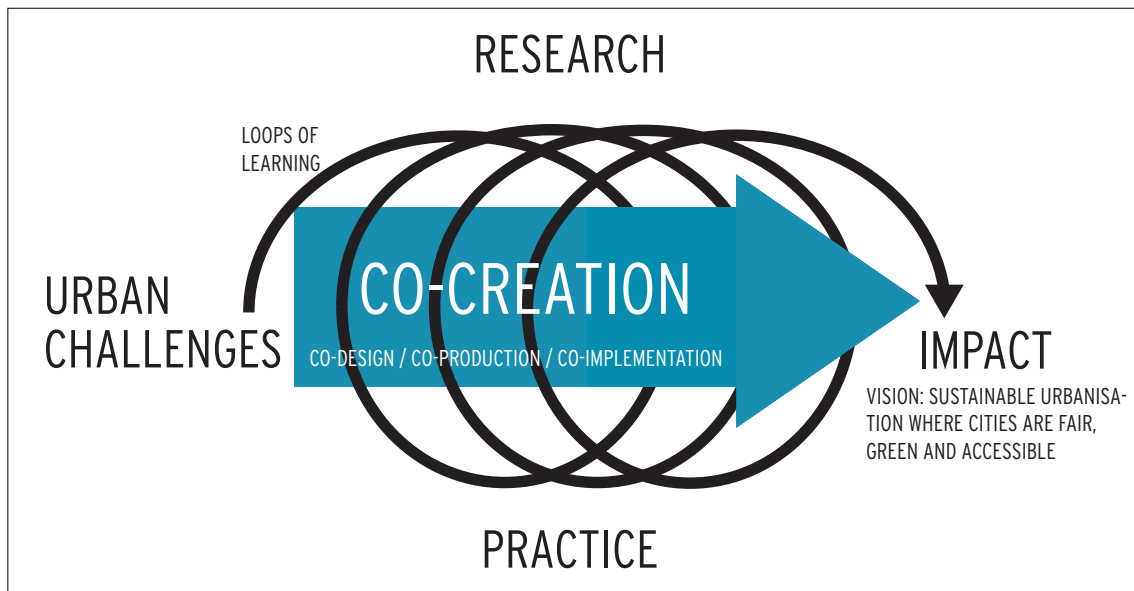 RESEARCH
LOOPS OF
LEARNING
URBAN
CHALLENGES
CO-CREATION
CO-DESIGN / CO-PRODUCTION / CO-IMPLEMENTATION
IMPACT
VISION: SUSTAINABLE URBANISA-
TION WHERE CITIES ARE FAIR,
GREEN AND ACCESSIBLE
PRACTICE